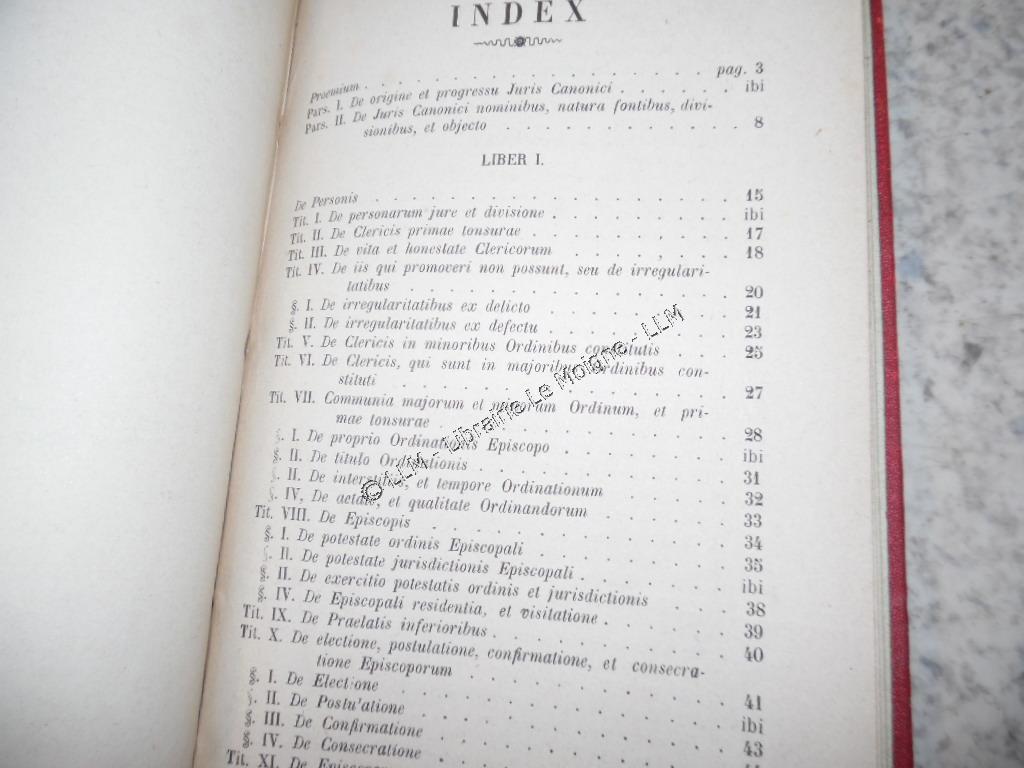 INDEX
Proemium . . . . . . . . . . . . . . . . . pag. 3
Pars. I. De origine et progressu Juris Canonici . . . . . ibi
Pars. II. De Juris Canonici nominibus, natura fontibus, divi-
sionibus, et objecto . . . . . . . . . . . 8
LIBER I.
De Personis . . . . . . . . . . . . . . . 15
Tit. I. De personarum jure et divisione . . . . . . . . ibi
Tit. II. De Clericis primae tonsurae . . . . . . . . . 17
Tit. III. De vita et honestate Clericorum . . . . . . 18
Tit. IV. De iis qui promoveri non possunt, seu de irregulari-
tatibus . . . . . . . . . . . . . . 20
§. I. De irregularitatibus ex delicto . . . . . . . . 21
§. II. De irregularitatibus ex defectu . . . . . . . . 23
Tit. V. De Clericis in minoribus Ordinibus constitutis . . . 25
Tit. VI. De Clericis, qui sunt in majoribus Ordinibus con-
stituti . . . . . . . . . . . . . . 27
Tit. VII. Communia majorum et minorum Ordinum, et pri-
mae tonsurae . . . . . . . . . . . . 28
§. I. De proprio Ordinationis Episcopo . . . . . . . ibi
§. II. De titulo Ordinationis . . . . . . . . . . 31
§. II. De interstitiis, et tempore Ordinationum . . . . . 32
§. IV, De aetate, et qualitate Ordinandorum . . . . . . 33
Tit. VIII. De Episcopis . . . . . . . . . . . . 34
§. I. De potestate ordinis Episcopali . . . . . . . . 35
§. II. De potestate jurisdictionis Episcopali . . . . . . ibi
§. II. De exercitio potestatis ordinis et jurisdictionis . . . 38
§. IV. De Episcopali residentia, et visitatione . . . . . 39
Tit. IX. De Praelatis inferioribus . . . . . . . . . 40
Tit. X. De electione, postulatione, confirmatione, et consecra-
tione Episcoporum . . . . . . . . . . 41
§. I. De Electione . . . . . . . . . . . . ibi
§. II. De Postu'atione . . . . . . . . . . . 43
§. III. De Confirmatione
§ IV. De Consecratione
Tit. XI. De
© LLM - Librairie Le Moigne - LLM